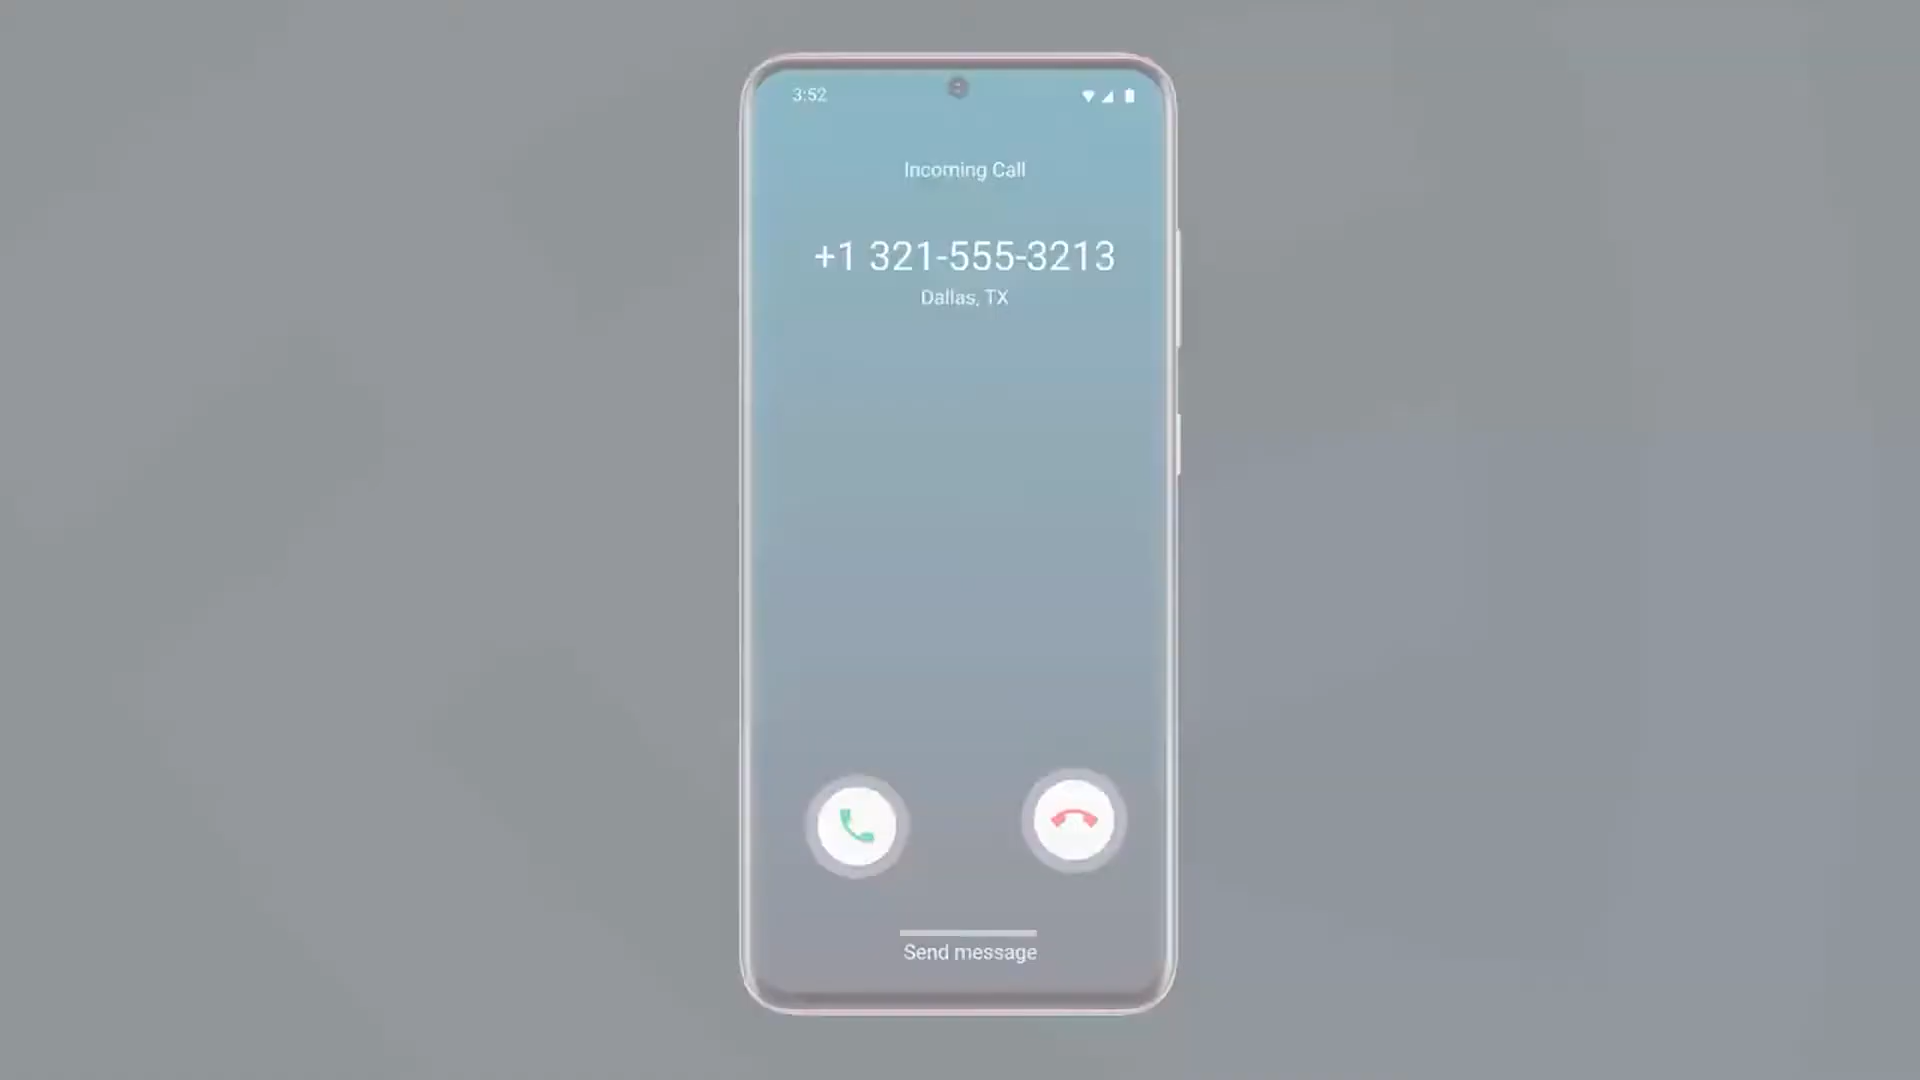 3:52
Incoming Call
+1 321-555-3213
Dallas, TX
Send message